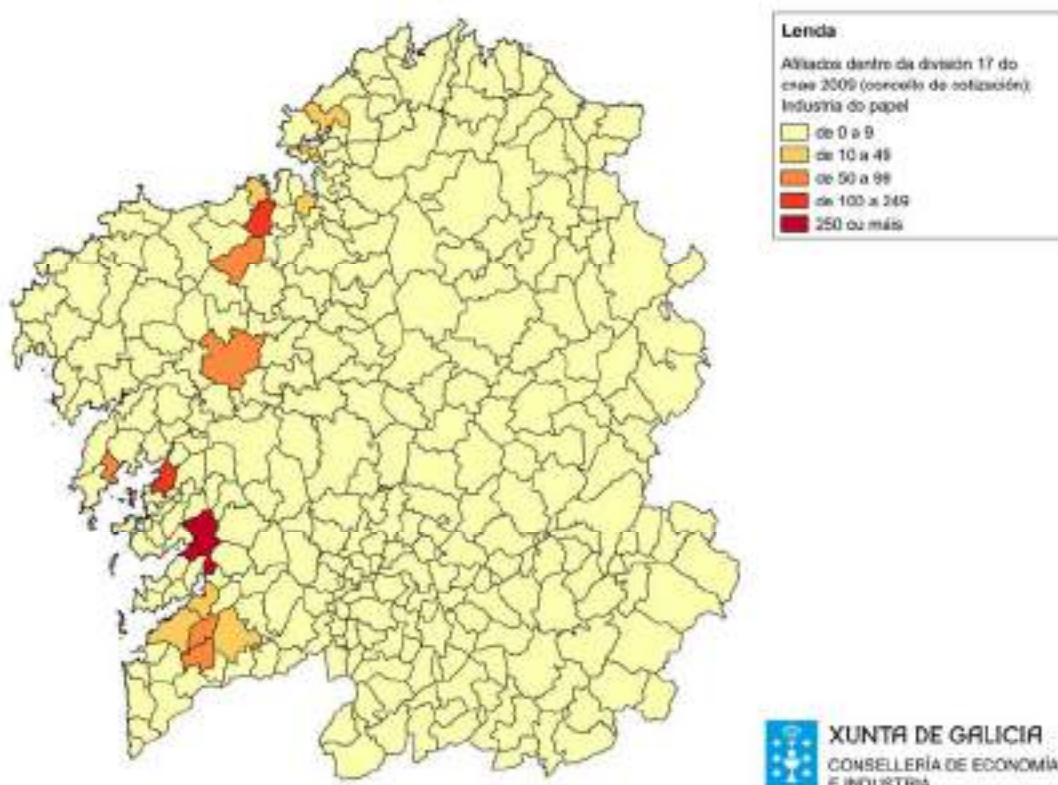 Lenda
Afiliados dentro da división 17 do
cnae 2009 (concello de cotización):
Industria do papel
de 0 a 9
de 10 a 49
de 50 a 99
de 100 a 249
250 ou máis
XUNTA DE GALICIA
CONSELLERÍA DE ECONOMÍA
E INDUSTRIA